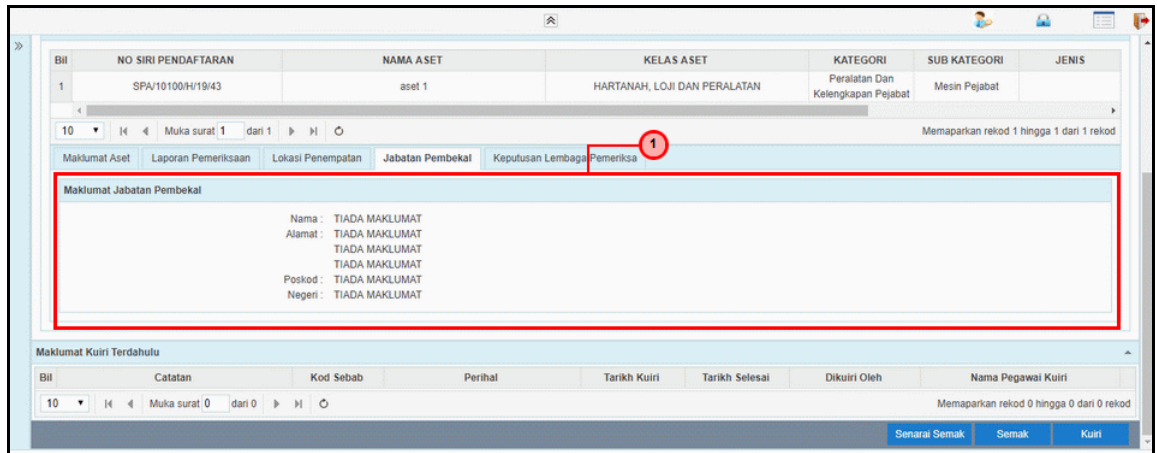 Bil NO SIRI PENDAFTARAN NAMA ASET KELAS ASET KATEGORI SUB KATEGORI JENIS
1 SPA/10100/H/19/43 aset 1 HARTANAH, LOJI DAN PERALATAN Peralatan Dan Kelengkapan Pejabat Mesin Pejabat
10 Muka surat 1 dari 1 Memaparkan rekod 1 hingga 1 dari 1 rekod
1
Maklumat Aset Laporan Pemeriksaan Lokasi Penempatan Jabatan Pembekal Keputusan Lembaga Pemeriksa
Maklumat Jabatan Pembekal
Nama : TIADA MAKLUMAT
Alamat : TIADA MAKLUMAT
TIADA MAKLUMAT
TIADA MAKLUMAT
Poskod : TIADA MAKLUMAT
Negeri : TIADA MAKLUMAT
Maklumat Kuiri Terdahulu
Bil Catatan Kod Sebab Perihal Tarikh Kuiri Tarikh Selesai Dikuiri Oleh Nama Pegawai Kuiri
10 Muka surat 0 dari 0 Memaparkan rekod 0 hingga 0 dari 0 rekod
Senarai Semak Semak Kuiri